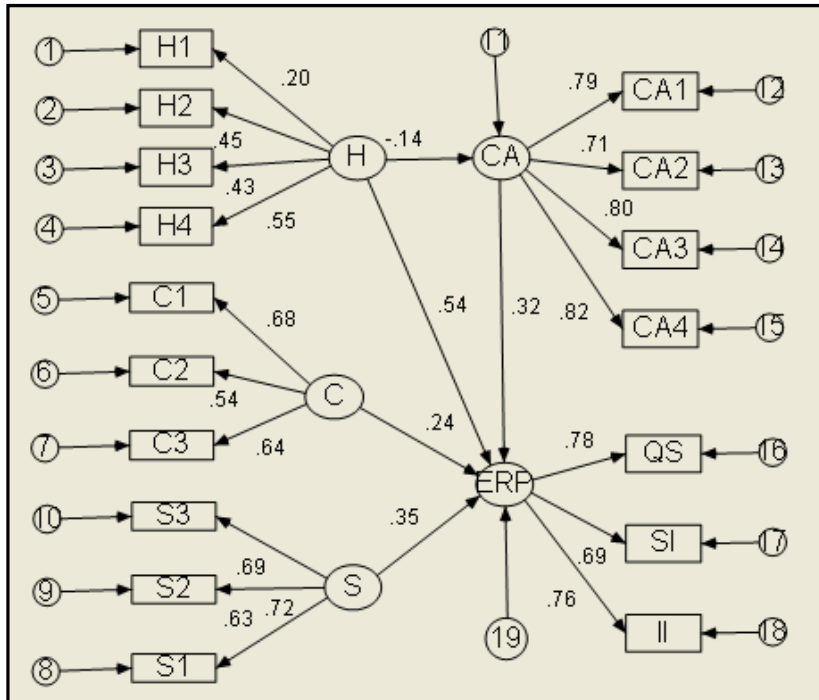 1
H1
11
CA1
12
.79
.20
2
H2
.71
.45
H
-.14
CA
CA2
13
3
H3
.43
.80
4
H4
.55
CA3
14
5
C1
.54
.32
.82
CA4
15
.68
6
C2
C
.54
.24
7
C3
.64
.78
QS
16
ERP
10
S3
.35
SI
17
.69
.69
9
S2
S
.72
.76
.63
19
II
18
8
S1